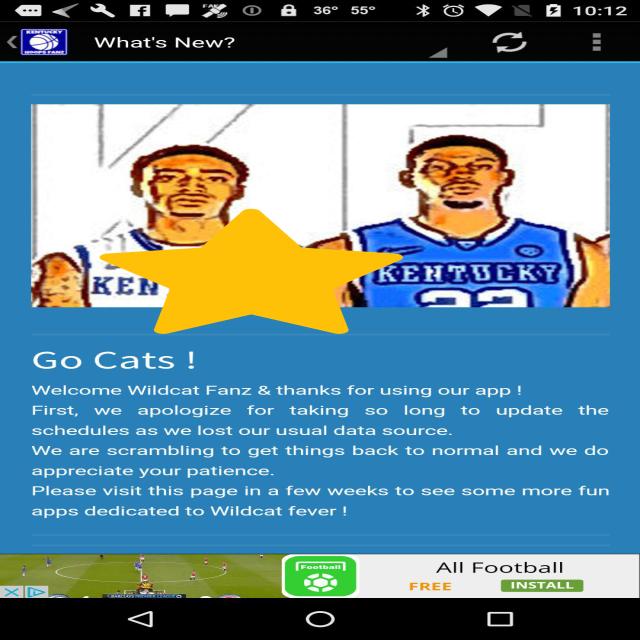 36° 55° 10:12
KENTUCKY
HOOPS FANZ
What's New?
KEN
KENTUCKY
Go Cats !
Welcome Wildcat Fanz & thanks for using our app !
First, we apologize for taking so long to update the
schedules as we lost our usual data source.
We are scrambling to get things back to normal and we do
appreciate your patience.
Please visit this page in a few weeks to see some more fun
apps dedicated to Wildcat fever !
Football
All Football
FREE INSTALL